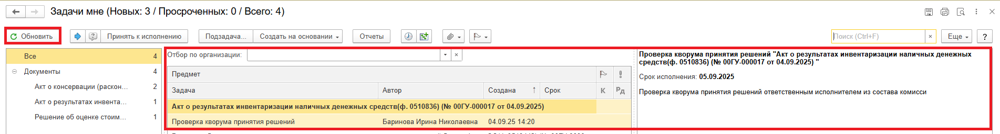 Задачи мне (Новых: 3 / Просроченных: 0 / Всего: 4)
Обновить
Принять к исполнению
Подзадача...
Создать на основании
Отчеты
Поиск (Ctrl+F)
×
Еще
?
Все 4
Документы 4
Акт о консервации (раскон... 2
Акт о результатах инвента... 1
Решение об оценке стоим... 1
Отбор по организации:
Предмет
Задача Автор Создана ↑ Срок К Рд
Акт о результатах инвентаризации наличных денежных средств(ф. 0510836) (№ 00ГУ-000017 от 04.09.2025)
Проверка кворума принятия решений Баринова Ирина Николаевна 04.09.25 14:20
Проверка кворума принятия решений "Акт о результатах инвентаризации наличных денежных
средств(ф. 0510836) (№ 00ГУ-000017 от 04.09.2025) "
Срок исполнения: 05.09.2025
Проверка кворума принятия решений ответственным исполнителем из состава комисси